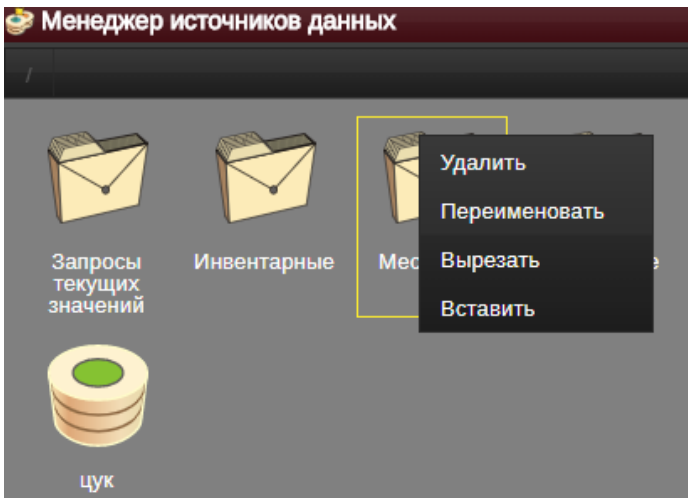 Менеджер источников данных
/
Запросы
текущих
значений
Инвентарные
Удалить
Переименовать
Вырезать
Вставить
цук